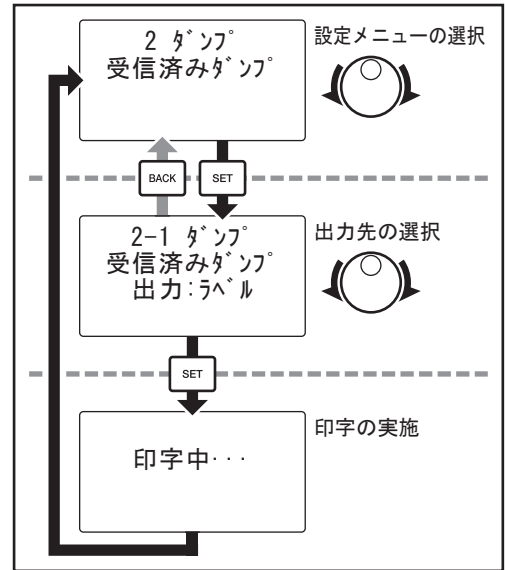 2 ﾀﾞﾝﾌﾟ
受信済みﾀﾞﾝﾌﾟ
設定メニューの選択
BACK
SET
2-1 ﾀﾞﾝﾌﾟ
受信済みﾀﾞﾝﾌﾟ
出力:ﾗﾍﾞﾙ
出力先の選択
SET
印字中･･･
印字の実施